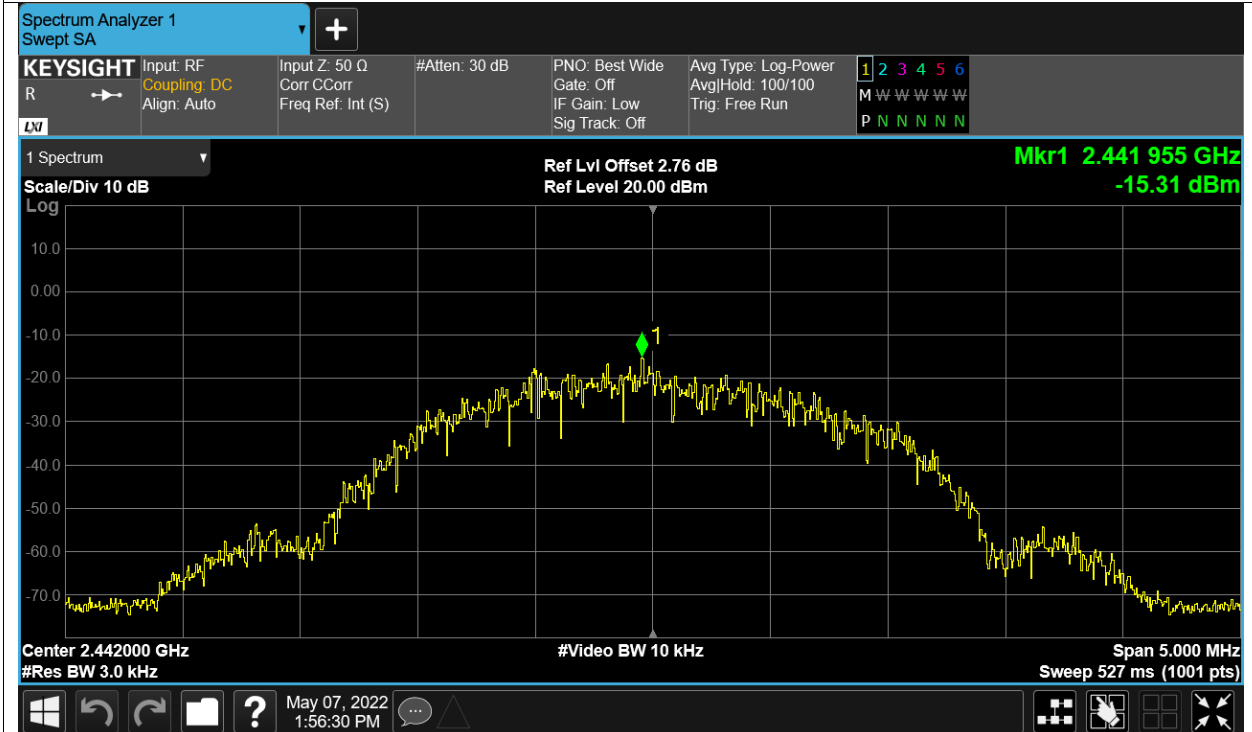 Spectrum Analyzer 1
Swept SA
KEYSIGHT
R
LXI
Input: RF
Coupling: DC
Align: Auto
Input Z: 50 Ω
Corr CCorr
Freq Ref: Int (S)
#Atten: 30 dB
PNO: Best Wide
Gate: Off
IF Gain: Low
Sig Track: Off
Avg Type: Log-Power
Avg|Hold: 100/100
Trig: Free Run
1 2 3 4 5 6
M W W W W W
P N N N N N
1 Spectrum
Scale/Div 10 dB
Ref Lvl Offset 2.76 dB
Ref Level 20.00 dBm
Mkr1 2.441 955 GHz
-15.31 dBm
Log
10.0
0.00
-10.0
-20.0
-30.0
-40.0
-50.0
-60.0
-70.0
1
Center 2.442000 GHz
#Res BW 3.0 kHz
#Video BW 10 kHz
Span 5.000 MHz
Sweep 527 ms (1001 pts)
?
May 07, 2022
1:56:30 PM